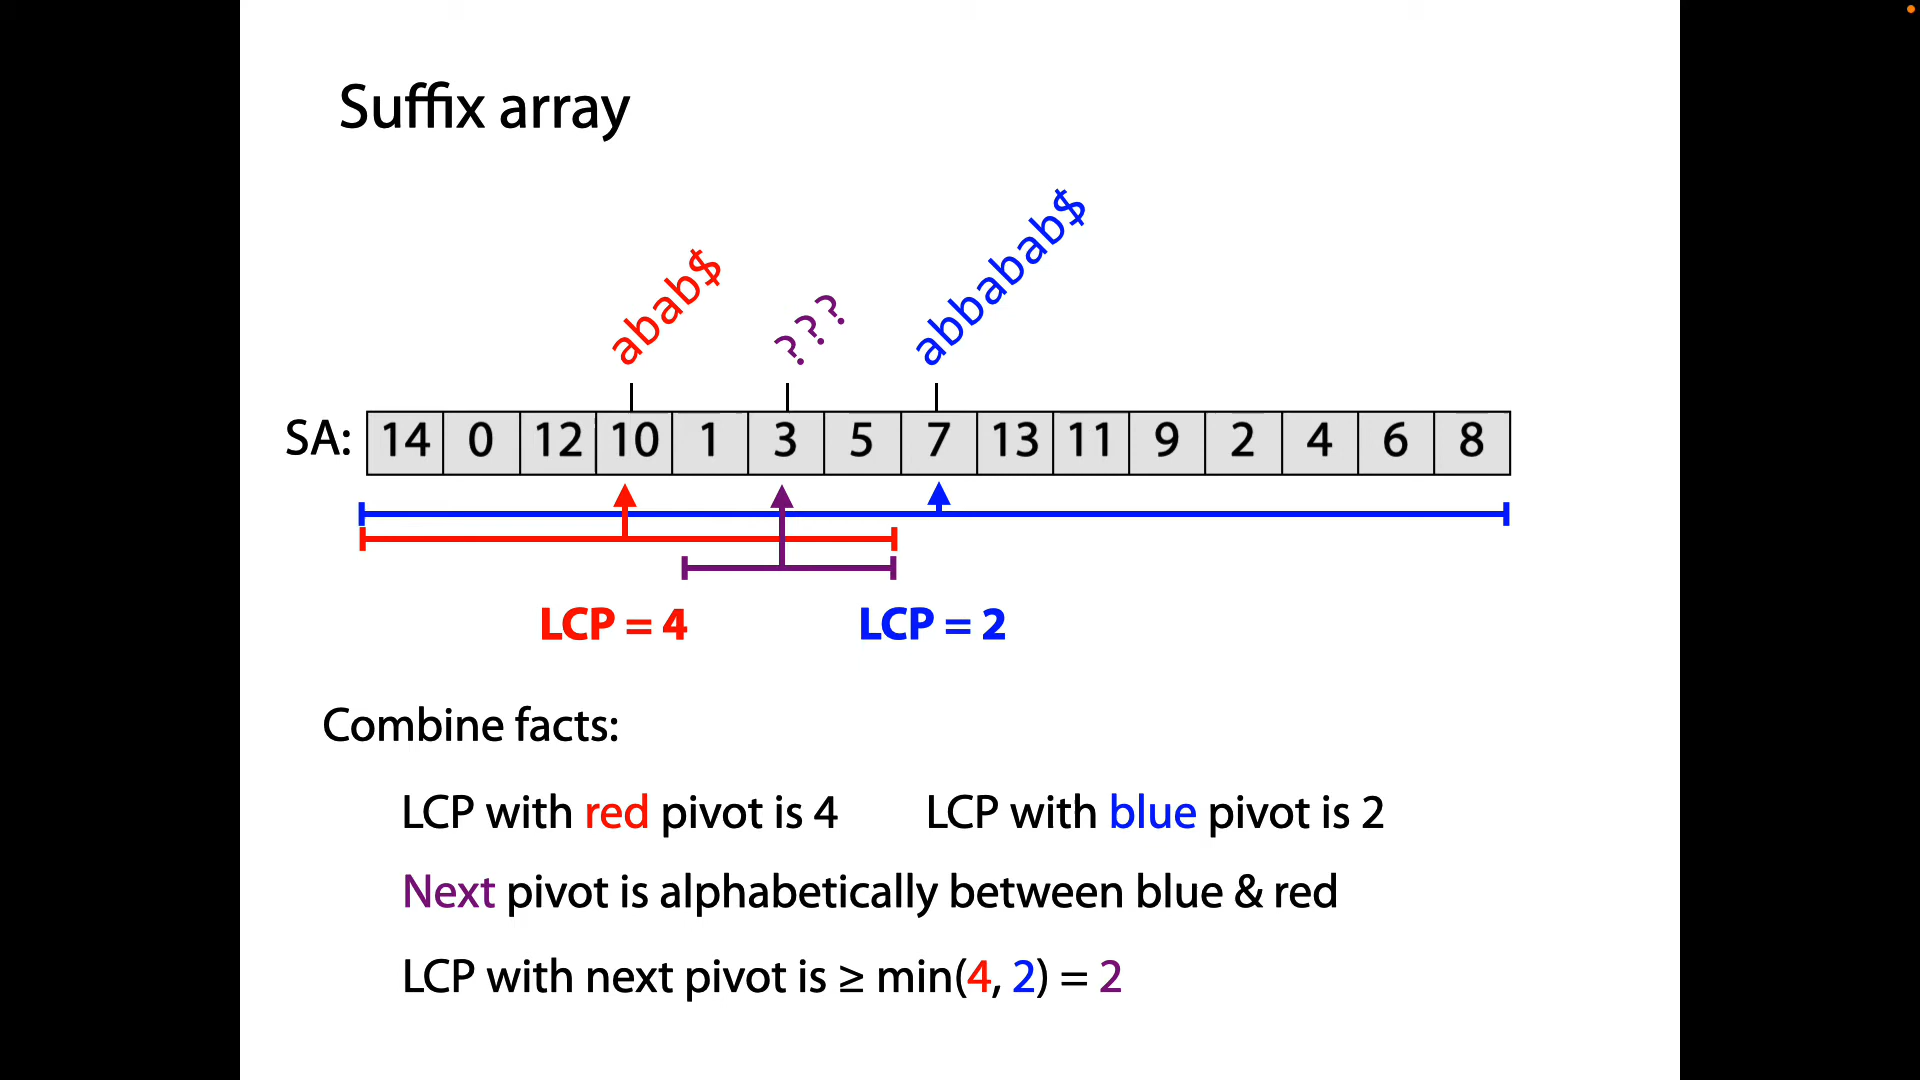 Suffix array
abab$
???
abbababab$
SA: 14 0 12 10 1 3 5 7 13 11 9 2 4 6 8
LCP = 4 LCP = 2
Combine facts:
LCP with red pivot is 4 LCP with blue pivot is 2
Next pivot is alphabetically between blue & red
LCP with next pivot is ≥ min(4, 2) = 2